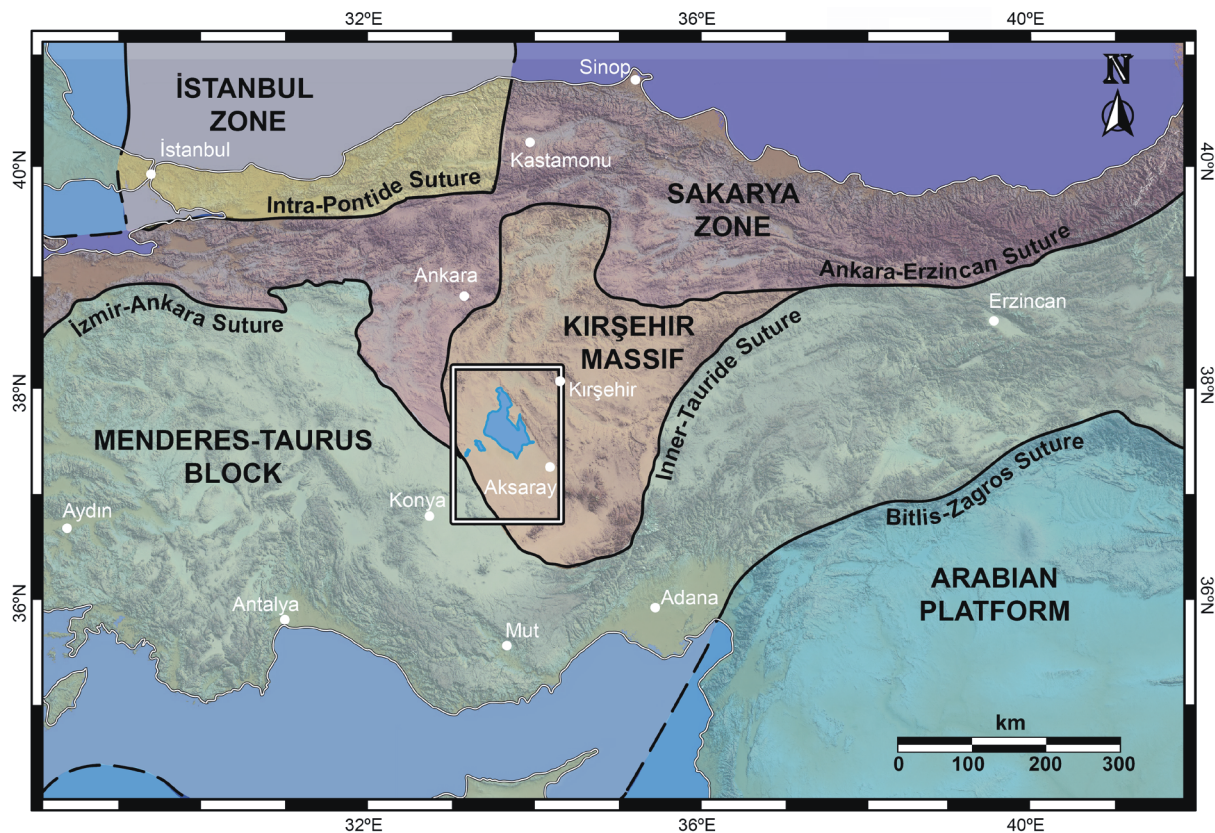 32ºE
36ºE
40ºE
Sinop
N
İSTANBUL
ZONE
İstanbul
Kastamonu
40ºN
40ºN
Intra-Pontide Suture
SAKARYA
ZONE
Ankara
Ankara-Erzincan Suture
Erzincan
İzmir-Ankara Suture
KIRŞEHIR
MASSIF
Inner-Tauride Suture
38ºN
Kırşehir
38ºN
MENDERES-TAURUS
BLOCK
Aksaray
Konya
Bitlis-Zagros Suture
Aydın
ARABIAN
PLATFORM
36ºN
Antalya
Adana
36ºN
Mut
km
0
100
200
300
32ºE
36ºE
40ºE